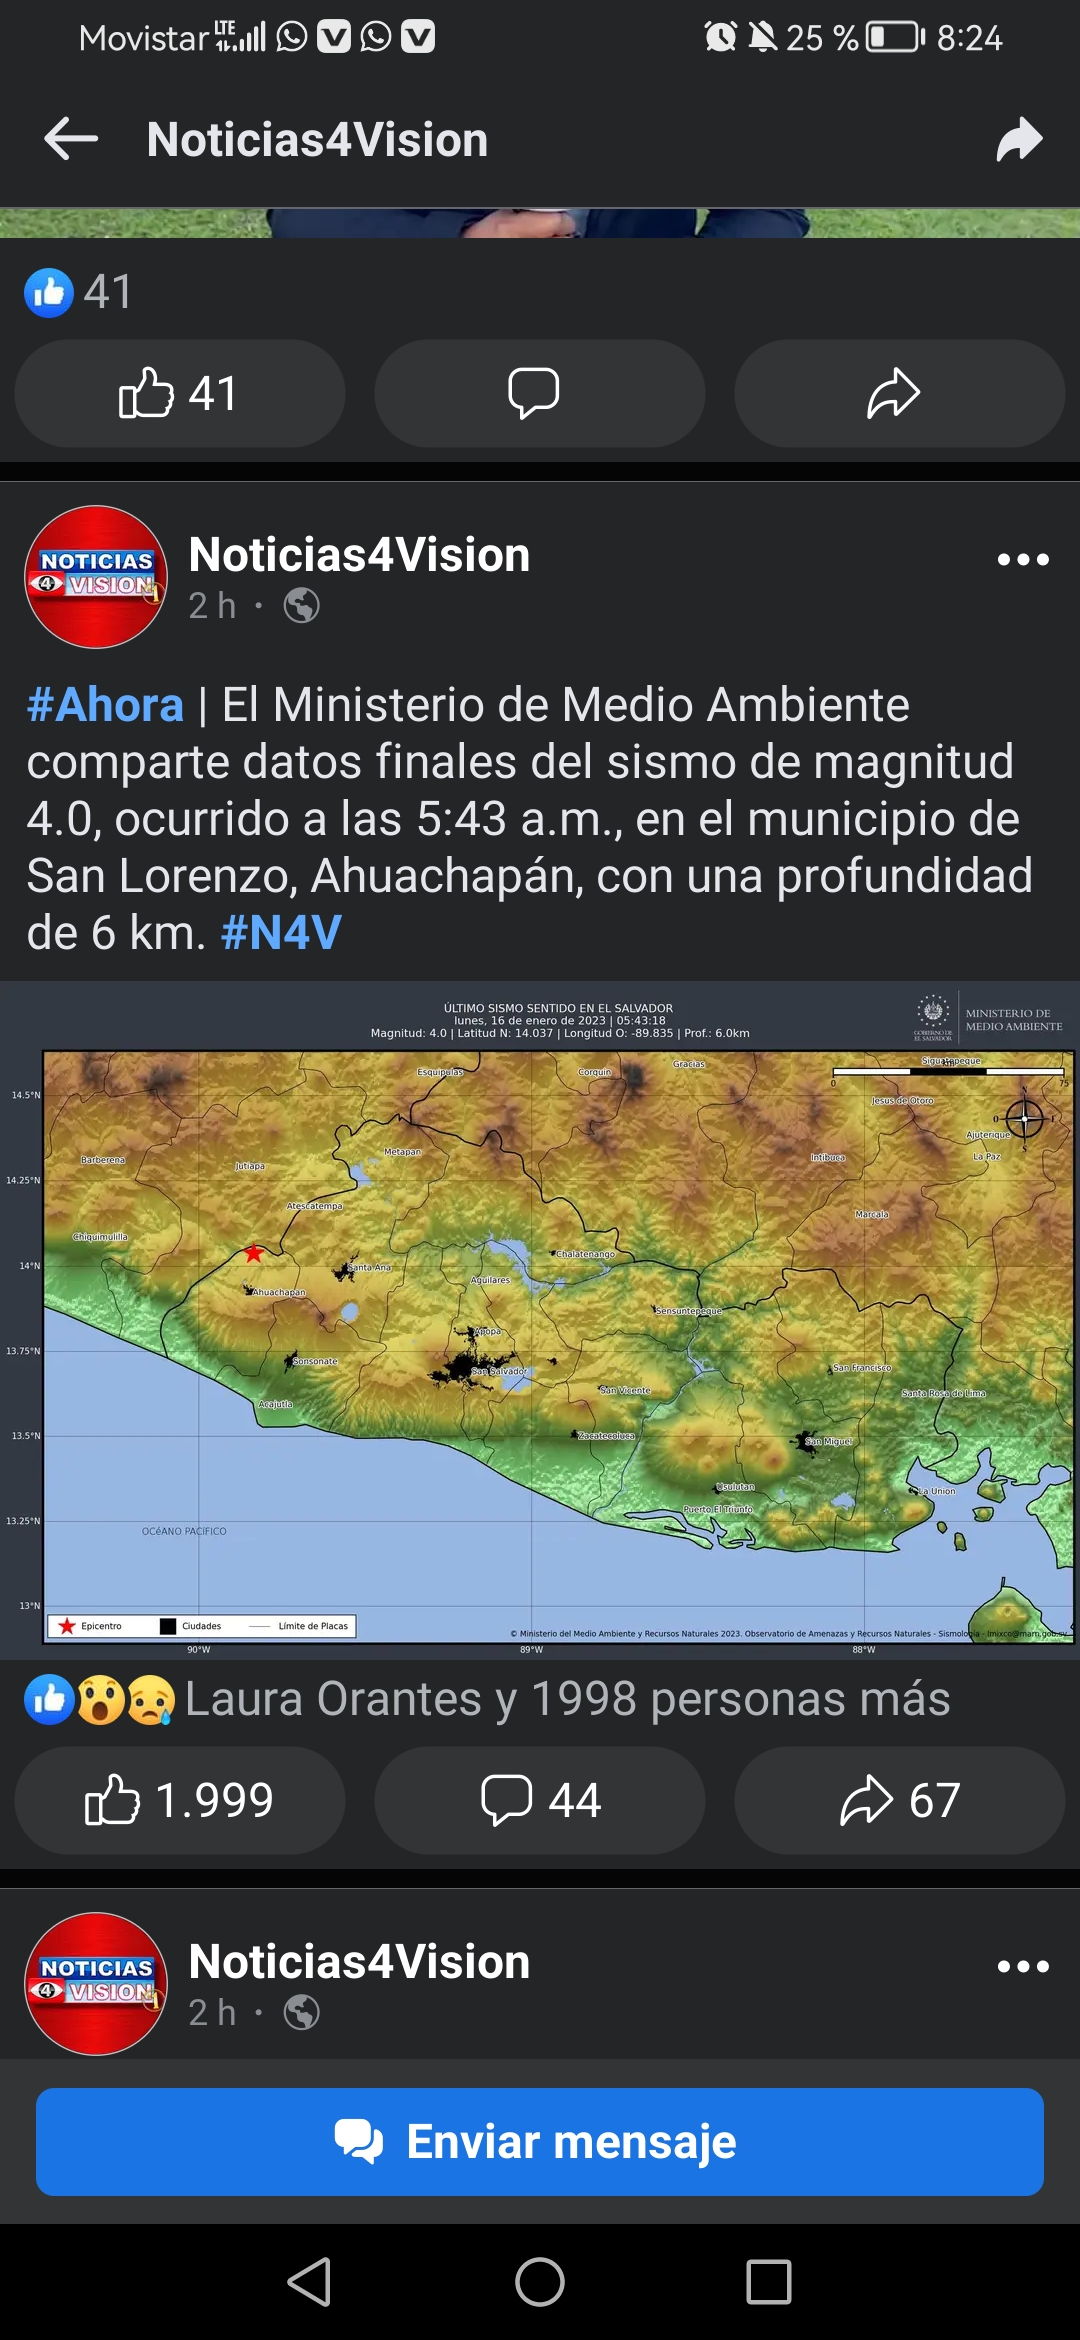 Movistar LTE 25 % 8:24
Noticias4Vision
41
41
NOTICIAS
4 VISION
Noticias4Vision
2 h ·
#Ahora | El Ministerio de Medio Ambiente
comparte datos finales del sismo de magnitud
4.0, ocurrido a las 5:43 a.m., en el municipio de
San Lorenzo, Ahuachapán, con una profundidad
de 6 km. #N4V
ÚLTIMO SISMO SENTIDO EN EL SALVADOR
lunes, 16 de enero de 2023 | 05:43:18
Magnitud: 4.0 | Latitud N: 14.037 | Longitud O: -89.835 | Prof.: 6.0km
GOBIERNO DE
EL SALVADOR
MINISTERIO DE
MEDIO AMBIENTE
Esquipulas
Corquin
Gracias
Siguatepeque
km
0
75
14.5°N
Jesus de Otoro
N
O
E
S
Ajuterique
La Paz
Barberena
Jutiapa
Metapan
Intibuca
14.25°N
Atescatempa
Marcala
Chiquimulilla
Chalatenango
14°N
Santa Ana
Aguilares
Ahuachapan
Sensuntepeque
Apopa
13.75°N
Sonsonate
San Salvador
San Francisco
San Vicente
Santa Rosa de Lima
Acajutla
13.5°N
Zacatecoluca
San Miguel
Usulutan
La Union
Puerto El Triunfo
13.25°N
OCéANO PACíFICO
13°N
Epicentro
Ciudades
Límite de Placas
© Ministerio del Medio Ambiente y Recursos Naturales 2023. Observatorio de Amenazas y Recursos Naturales - Sismología - lmixco@marn.gob.sv
90°W
89°W
88°W
Laura Orantes y 1998 personas más
1.999
44
67
NOTICIAS
4 VISION
Noticias4Vision
2 h ·
Enviar mensaje